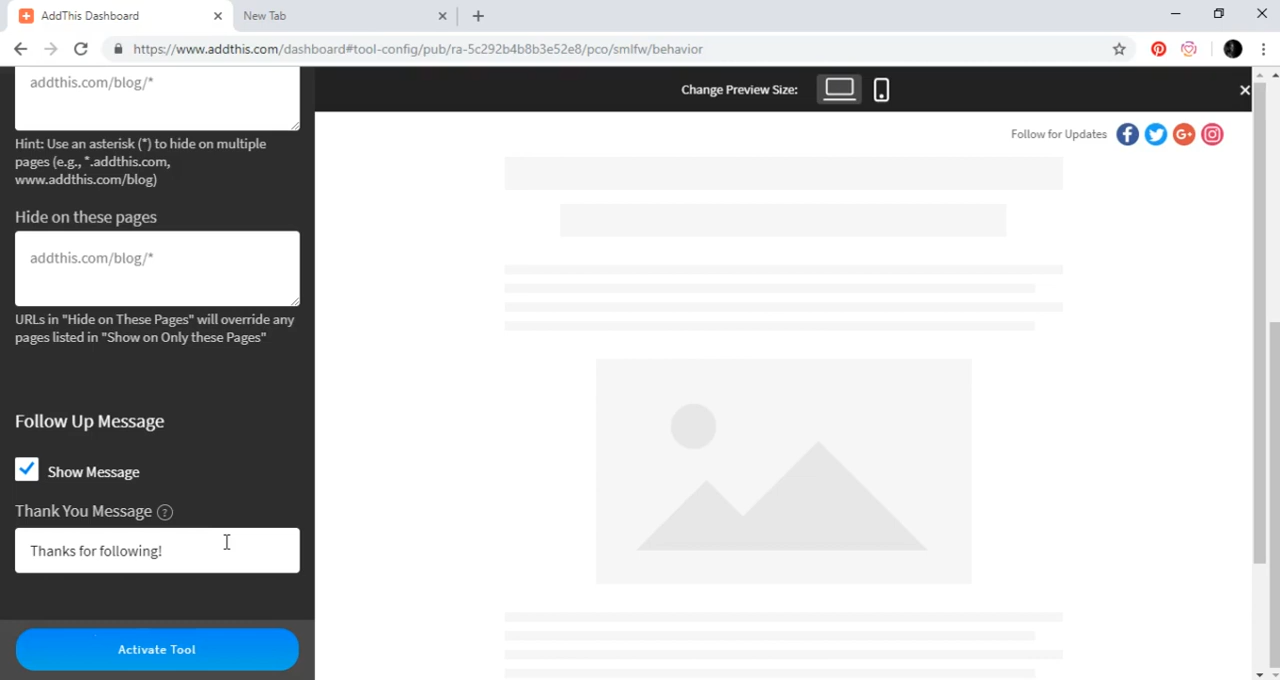 AddThis Dashboard
New Tab
https://www.addthis.com/dashboard#tool-config/pub/ra-5c292b4b8b3e52e8/pco/smlfw/behavior
addthis.com/blog/*
Hint: Use an asterisk (*) to hide on multiple
pages (e.g., *.addthis.com,
www.addthis.com/blog)
Hide on these pages
addthis.com/blog/*
URLs in "Hide on These Pages" will override any
pages listed in "Show on Only these Pages"
Follow Up Message
Show Message
Thank You Message ?
Thanks for following!
Activate Tool
Change Preview Size:
Follow for Updates